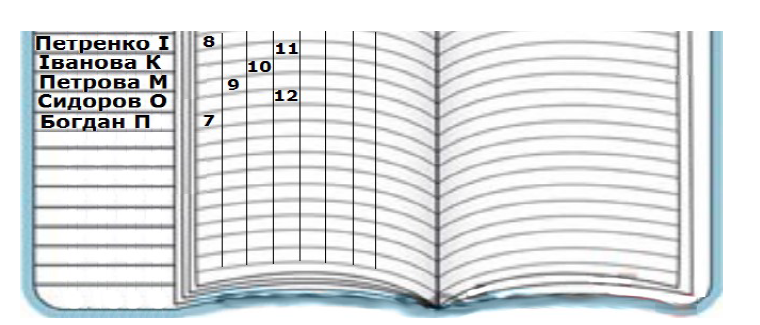 Петренко І 8 11
Іванова К 10
Петрова М 9
Сидоров О 12
Богдан П 7